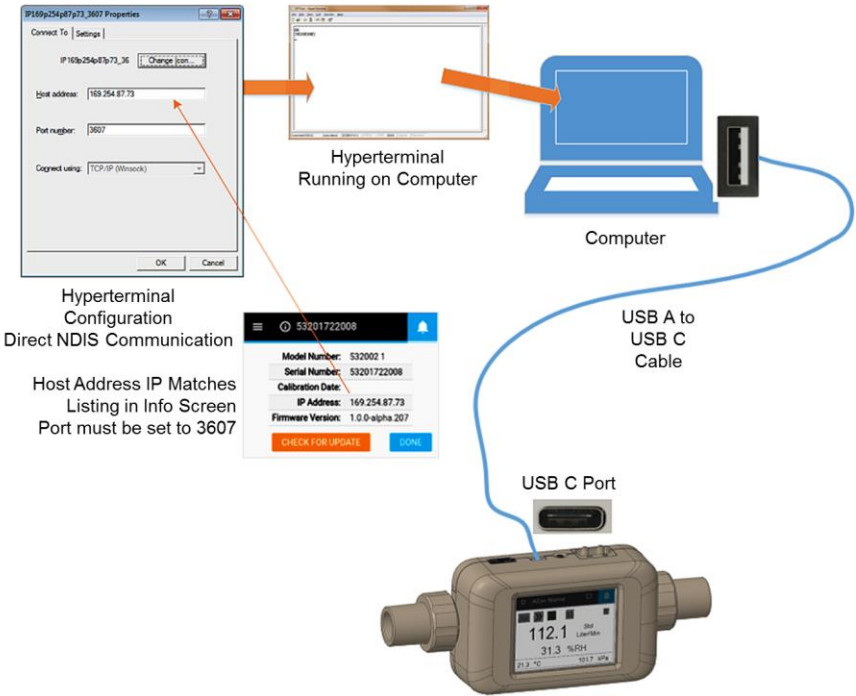 IP169p254p87p73_3607 Properties
Connect To
Settings
IP169p254p87p73_36
Change Icon...
Host address:
169.254.87.73
Port number:
3607
Connect using:
TCP/IP (Winsock)
OK
Cancel
Hyperterminal
Configuration
Direct NDIS Communication
Hyperterminal
Running on Computer
Computer
USB A to
USB C
Cable
Host Address IP Matches
Listing in Info Screen
Port must be set to 3607
53201722008
Model Number: 532002 1
Serial Number: 53201722008
Calibration Date:
IP Address: 169.254.87.73
Firmware Version: 1.0.0-alpha.207
CHECK FOR UPDATE
DONE
USB C Port
112.1 Std
Liter/Min
31.3 %RH
21.3 °C
101.7 kPa